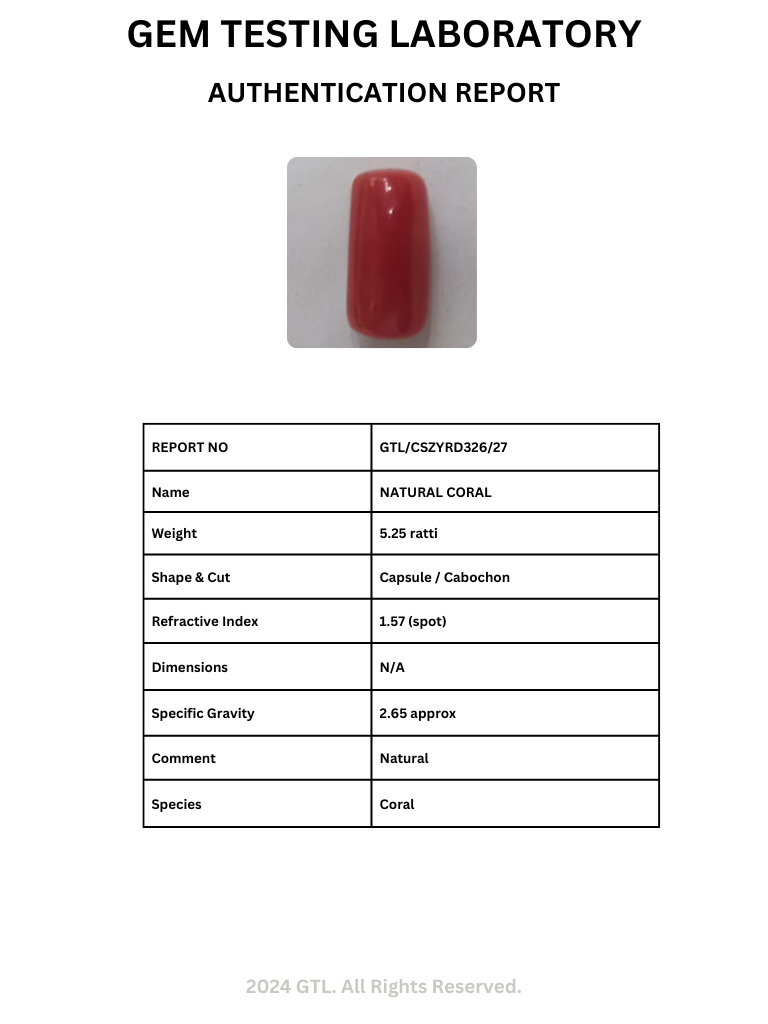 GEM TESTING LABORATORY
AUTHENTICATION REPORT
REPORT NO GTL/CSZYRD326/27
Name NATURAL CORAL
Weight 5.25 ratti
Shape & Cut Capsule / Cabochon
Refractive Index 1.57 (spot)
Dimensions N/A
Specific Gravity 2.65 approx
Comment Natural
Species Coral
2024 GTL. All Rights Reserved.